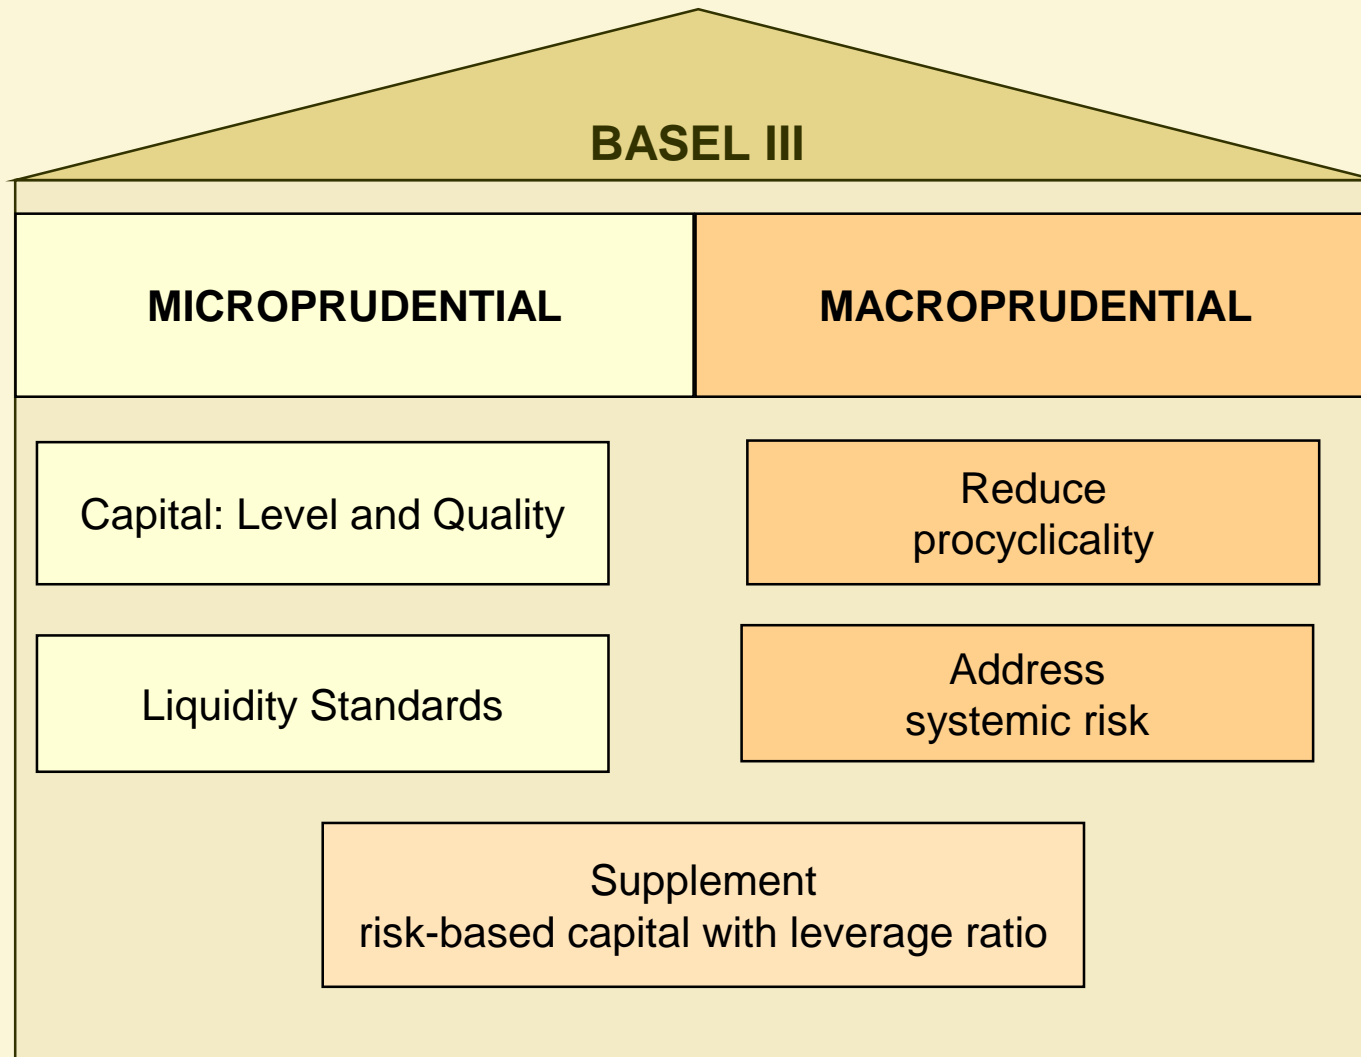 BASEL III
MICROPRUDENTIAL
MACROPRUDENTIAL
Capital: Level and Quality
Reduce
procyclicality
Liquidity Standards
Address
systemic risk
Supplement
risk-based capital with leverage ratio